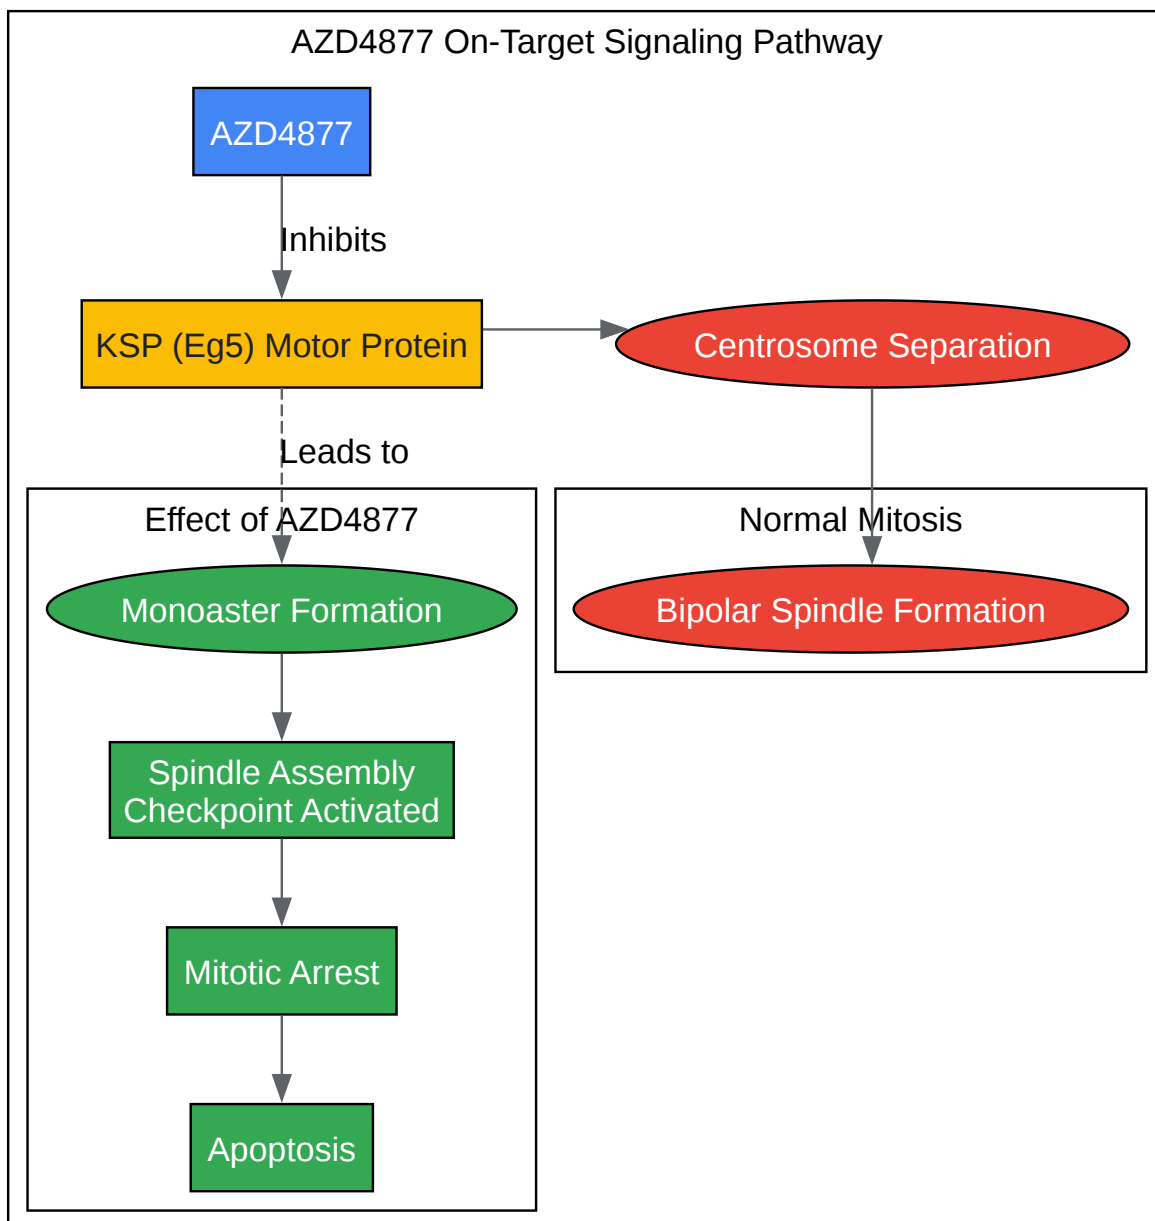 AZD4877 On-Target Signaling Pathway
AZD4877
Inhibits
KSP (Eg5) Motor Protein
Centrosome Separation
Leads to
Effect of AZD4877
Normal Mitosis
Monoaster Formation
Bipolar Spindle Formation
Spindle Assembly
Checkpoint Activated
Mitotic Arrest
Apoptosis